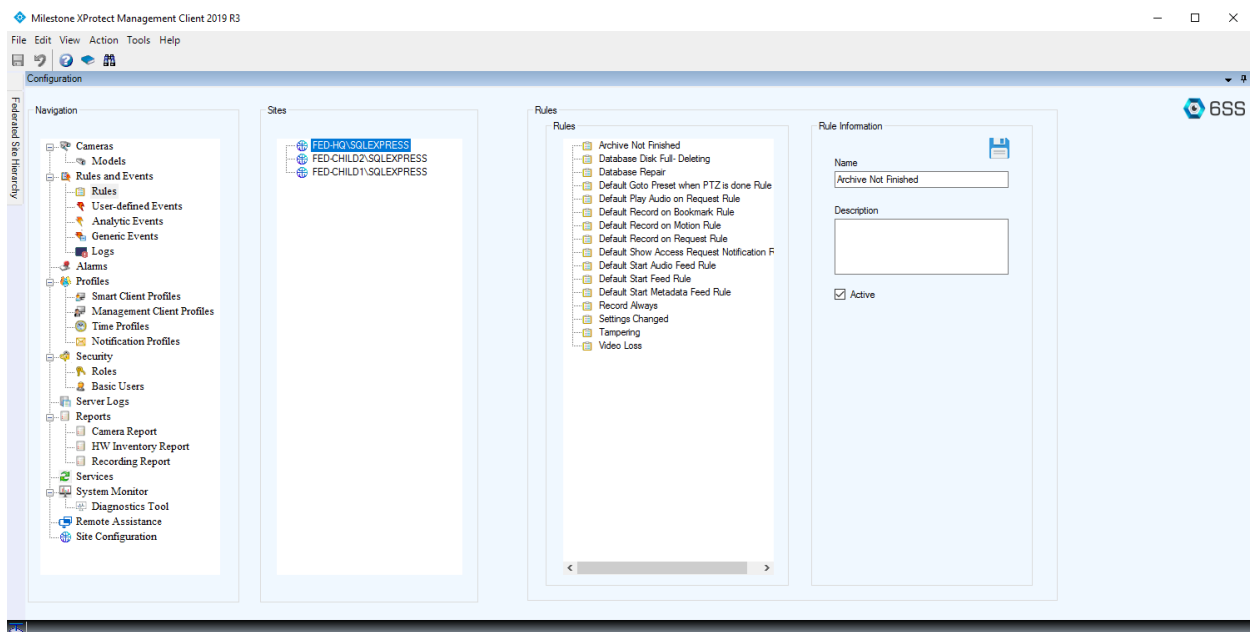 Milestone XProtect Management Client 2019 R3
File Edit View Action Tools Help
Configuration
Federated Site Hierarchy
6SS
Navigation
Cameras
Models
Rules and Events
Rules
User-defined Events
Analytic Events
Generic Events
Logs
Alarms
Profiles
Smart Client Profiles
Management Client Profiles
Time Profiles
Notification Profiles
Security
Roles
Basic Users
Server Logs
Reports
Camera Report
HW Inventory Report
Recording Report
Services
System Monitor
Diagnostics Tool
Remote Assistance
Site Configuration
Sites
FED-HQ\SQLEXPRESS
FED-CHILD2\SQLEXPRESS
FED-CHILD1\SQLEXPRESS
Rules
Rules
Archive Not Finished
Database Disk Full- Deleting
Database Repair
Default Goto Preset when PTZ is done Rule
Default Play Audio on Request Rule
Default Record on Bookmark Rule
Default Record on Motion Rule
Default Record on Request Rule
Default Show Access Request Notification R
Default Start Audio Feed Rule
Default Start Feed Rule
Default Start Metadata Feed Rule
Record Always
Settings Changed
Tampering
Video Loss
Rule Information
Name
Archive Not Finished
Description
Active